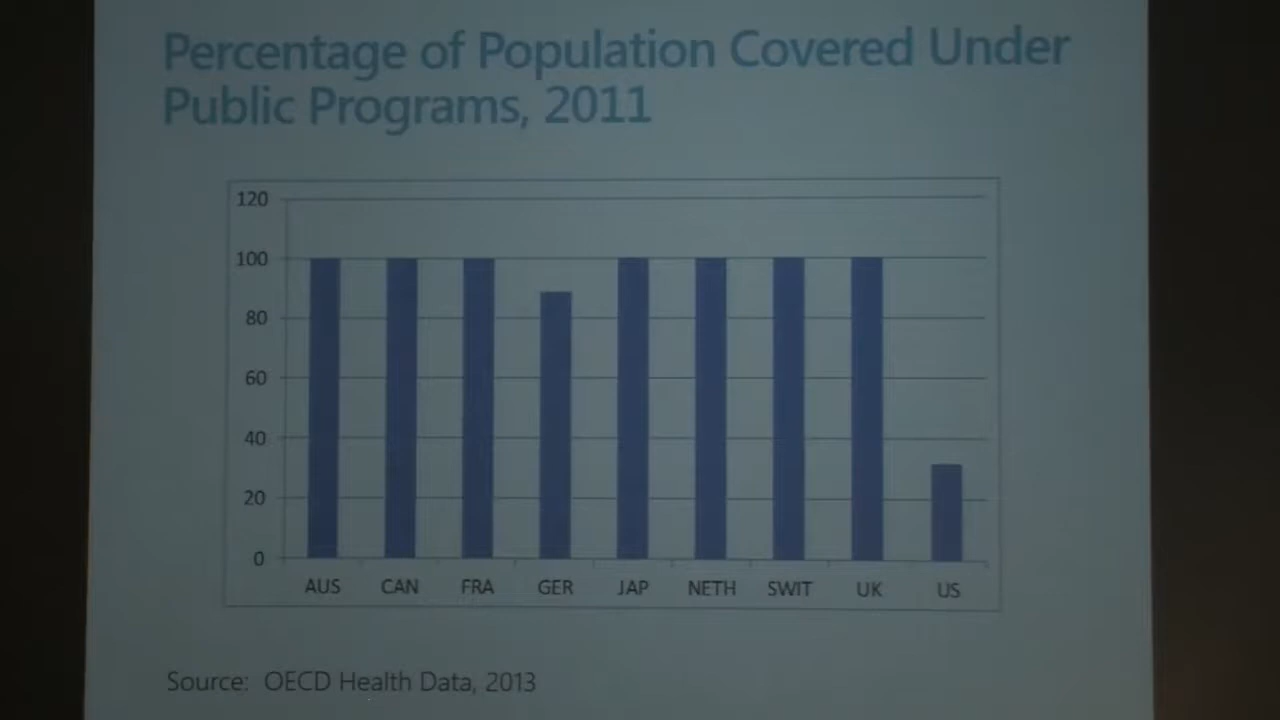 Percentage of Population Covered Under
Public Programs, 2011
120
100
80
60
40
20
0
AUS CAN FRA GER JAP NETH SWIT UK US
Source: OECD Health Data, 2013